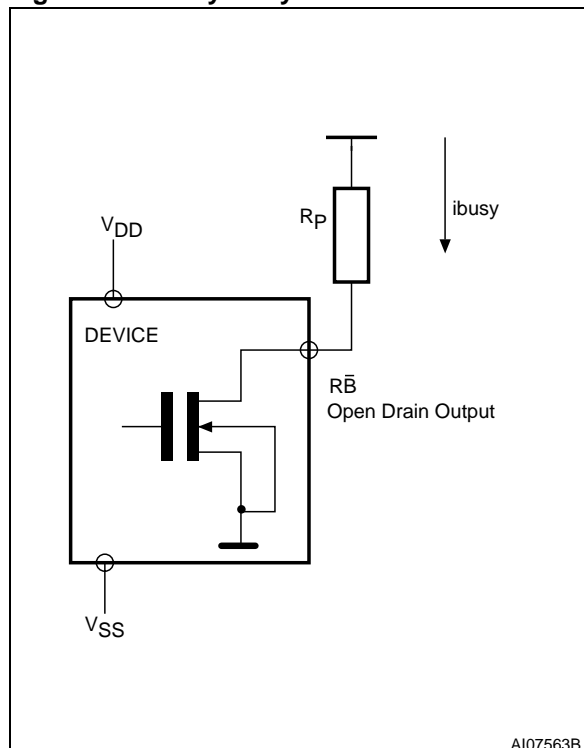 RP
ibusy
VDD
DEVICE
RB̄
Open Drain Output
VSS
AI07563B